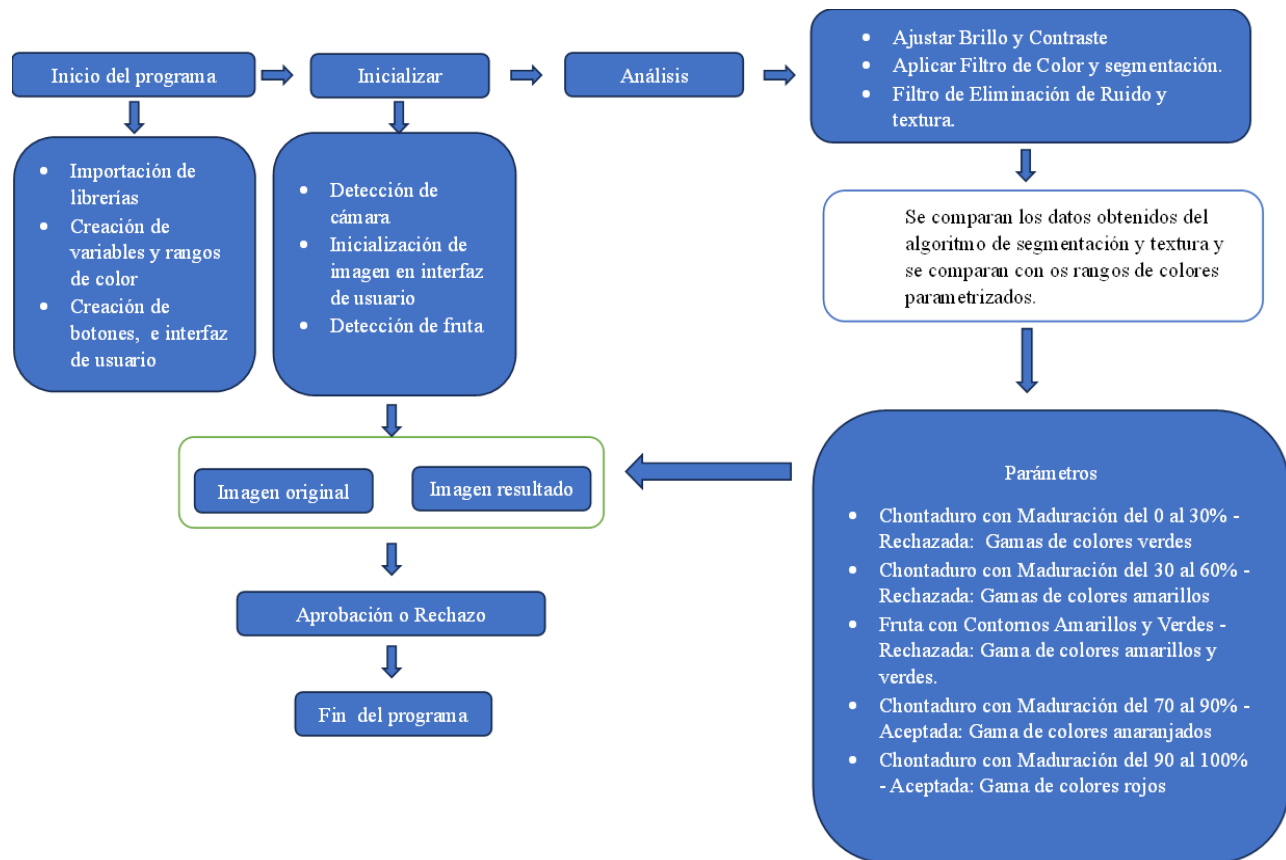 Inicio del programa
Inicializar
Análisis
• Ajustar Brillo y Contraste
• Aplicar Filtro de Color y segmentación.
• Filtro de Eliminación de Ruido y
textura.
• Importación de
librerías
• Creación de
variables y rangos
de color
• Creación de
botones, e interfaz
de usuario
• Detección de
cámara
• Inicialización de
imagen en interfaz
de usuario
• Detección de fruta
Se comparan los datos obtenidos del
algoritmo de segmentación y textura y
se comparan con os rangos de colores
parametrizados.
Imagen original
Imagen resultado
Aprobación o Rechazo
Fin del programa
Parámetros
• Chontaduro con Maduración del 0 al 30% -
Rechazada: Gamas de colores verdes
• Chontaduro con Maduración del 30 al 60% -
Rechazada: Gamas de colores amarillos
• Fruta con Contornos Amarillos y Verdes -
Rechazada: Gama de colores amarillos y
verdes.
• Chontaduro con Maduración del 70 al 90% -
Aceptada: Gama de colores anaranjados
• Chontaduro con Maduración del 90 al 100%
- Aceptada: Gama de colores rojos